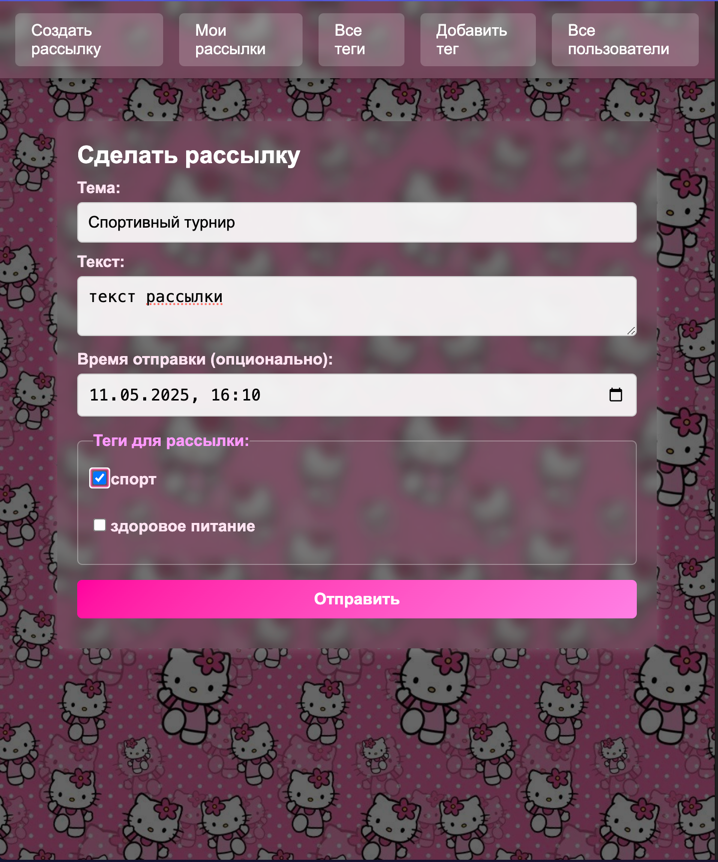 Создать
рассылку
Мои
рассылки
Все
теги
Добавить
тег
Все
пользователи
Сделать рассылку
Тема:
Спортивный турнир
Текст:
текст рассылки
Время отправки (опционально):
11.05.2025, 16:10
Теги для рассылки:
спорт
здоровое питание
Отправить